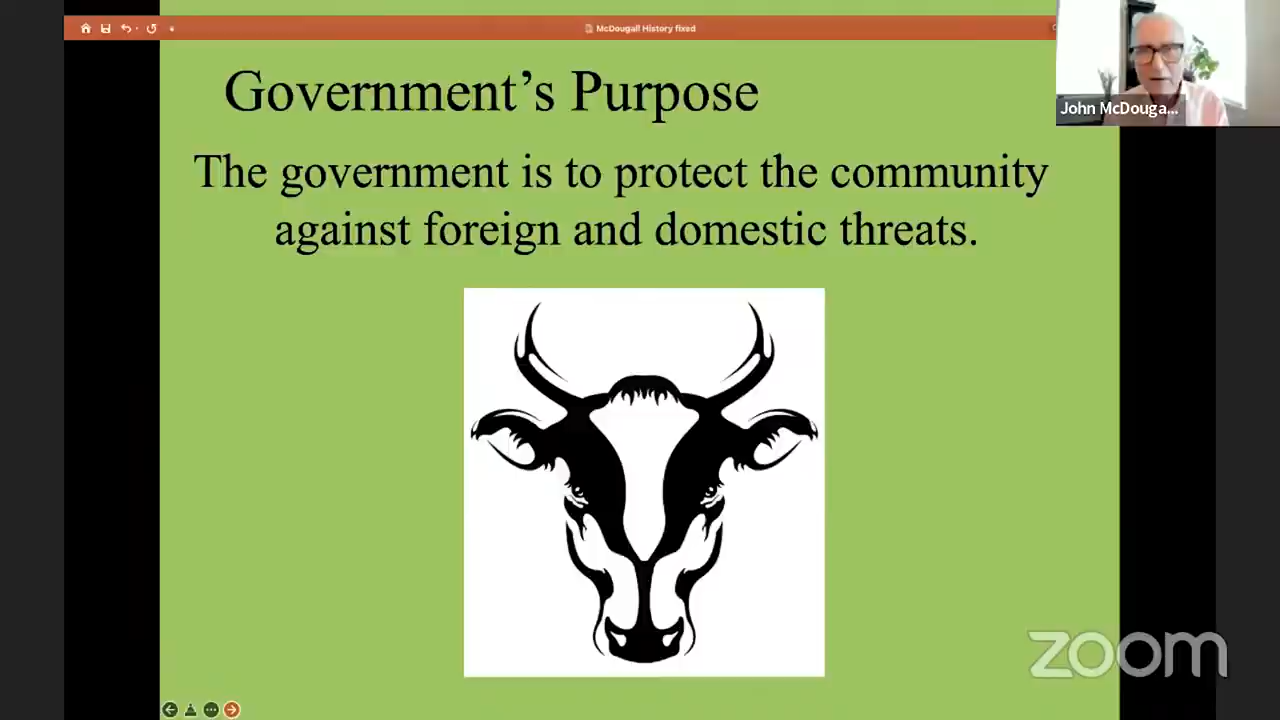 McDougall History fixed
John McDouga...
Government's Purpose
The government is to protect the community
against foreign and domestic threats.
zoom